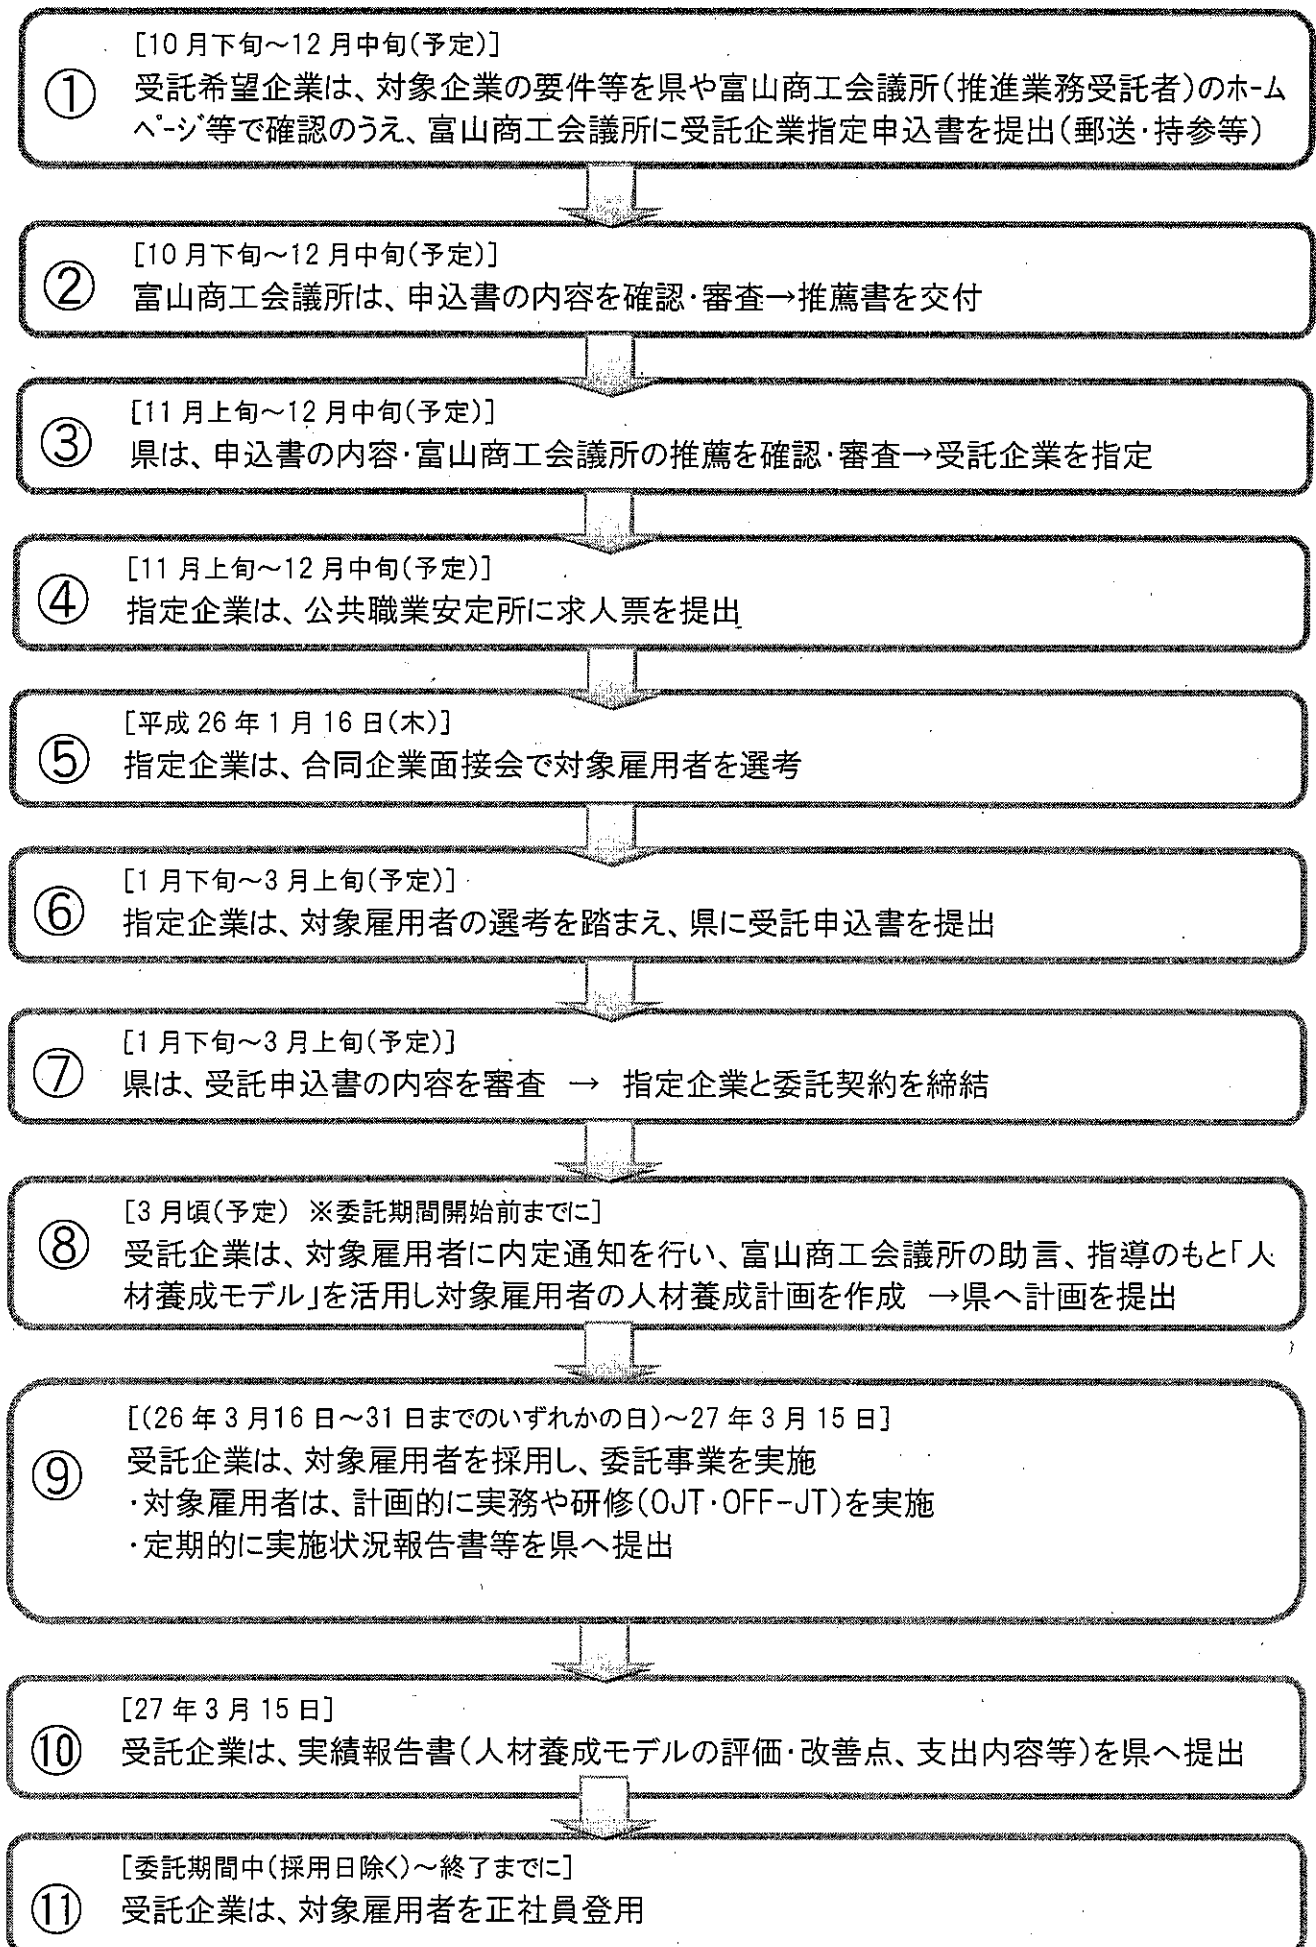 [10月下旬～12月中旬(予定)]
①
受託希望企業は、対象企業の要件等を県や富山商工会議所(推進業務受託者)のホーム
ページ等で確認のうえ、富山商工会議所に受託企業指定申込書を提出(郵送・持参等)
[10月下旬～12月中旬(予定)]
②
富山商工会議所は、申込書の内容を確認・審査→推薦書を交付
[11月上旬～12月中旬(予定)]
③
県は、申込書の内容・富山商工会議所の推薦を確認・審査→受託企業を指定
[11月上旬～12月中旬(予定)]
④
指定企業は、公共職業安定所に求人票を提出
[平成26年1月16日(木)]
⑤
指定企業は、合同企業面接会で対象雇用者を選考
[1月下旬～3月上旬(予定)]
⑥
指定企業は、対象雇用者の選考を踏まえ、県に受託申込書を提出
[1月下旬～3月上旬(予定)]
⑦
県は、受託申込書の内容を審査 → 指定企業と委託契約を締結
[3月頃(予定) ※委託期間開始前までに]
⑧
受託企業は、対象雇用者に内定通知を行い、富山商工会議所の助言、指導のもと「人
材養成モデル」を活用し対象雇用者の人材養成計画を作成 →県へ計画を提出
[(26年3月16日～31日までのいずれかの日)～27年3月15日]
⑨
受託企業は、対象雇用者を採用し、委託事業を実施
・対象雇用者は、計画的に実務や研修(OJT・OFF-JT)を実施
・定期的に実施状況報告書等を県へ提出
[27年3月15日]
⑩
受託企業は、実績報告書(人材養成モデルの評価・改善点、支出内容等)を県へ提出
[委託期間中(採用日除く)～終了までに]
⑪
受託企業は、対象雇用者を正社員登用